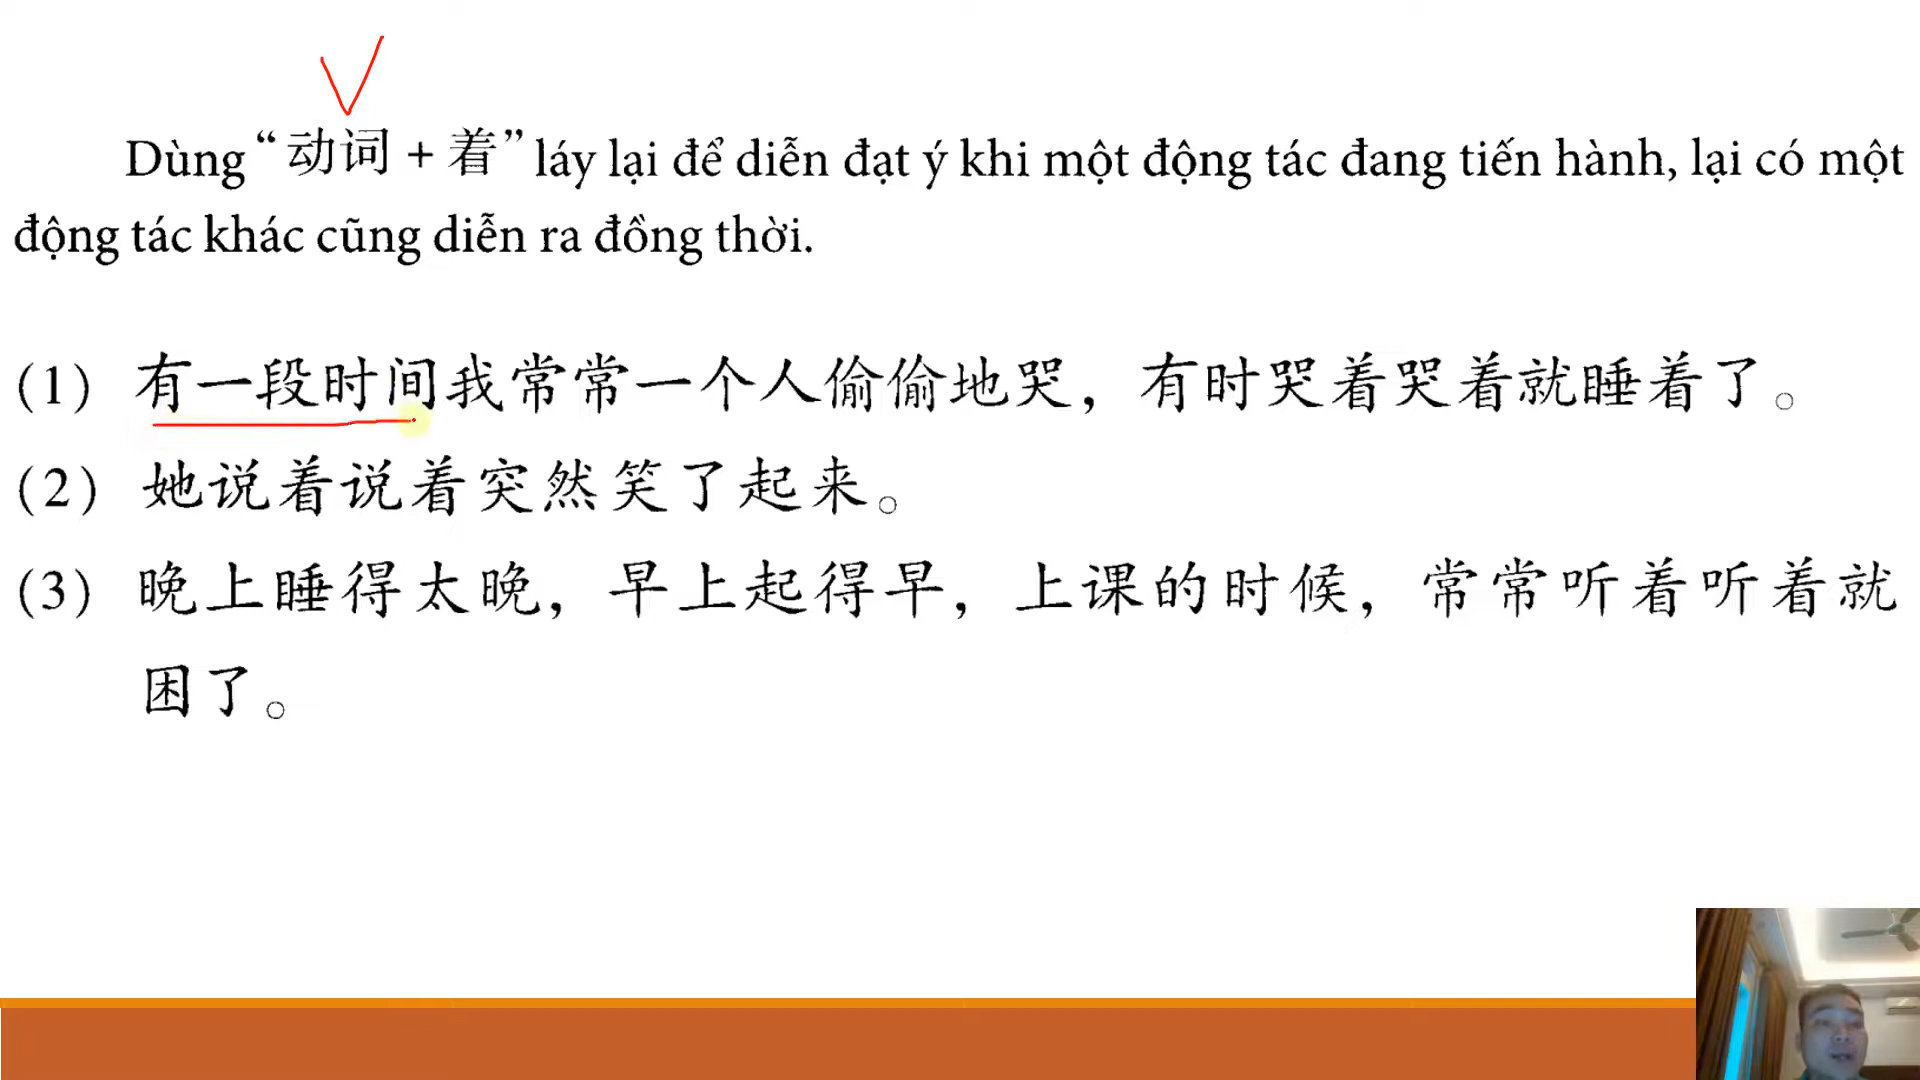 Dùng “动词 + 着” láy lại để diễn đạt ý khi một động tác đang tiến hành, lại có một
động tác khác cũng diễn ra đồng thời.
(1) 有一段时间我常常一个人偷偷地哭，有时哭着哭着就睡着了。
(2) 她说着说着突然笑了起来。
(3) 晚上睡得太晚，早上起得早，上课的时候，常常听着听着就
困了。